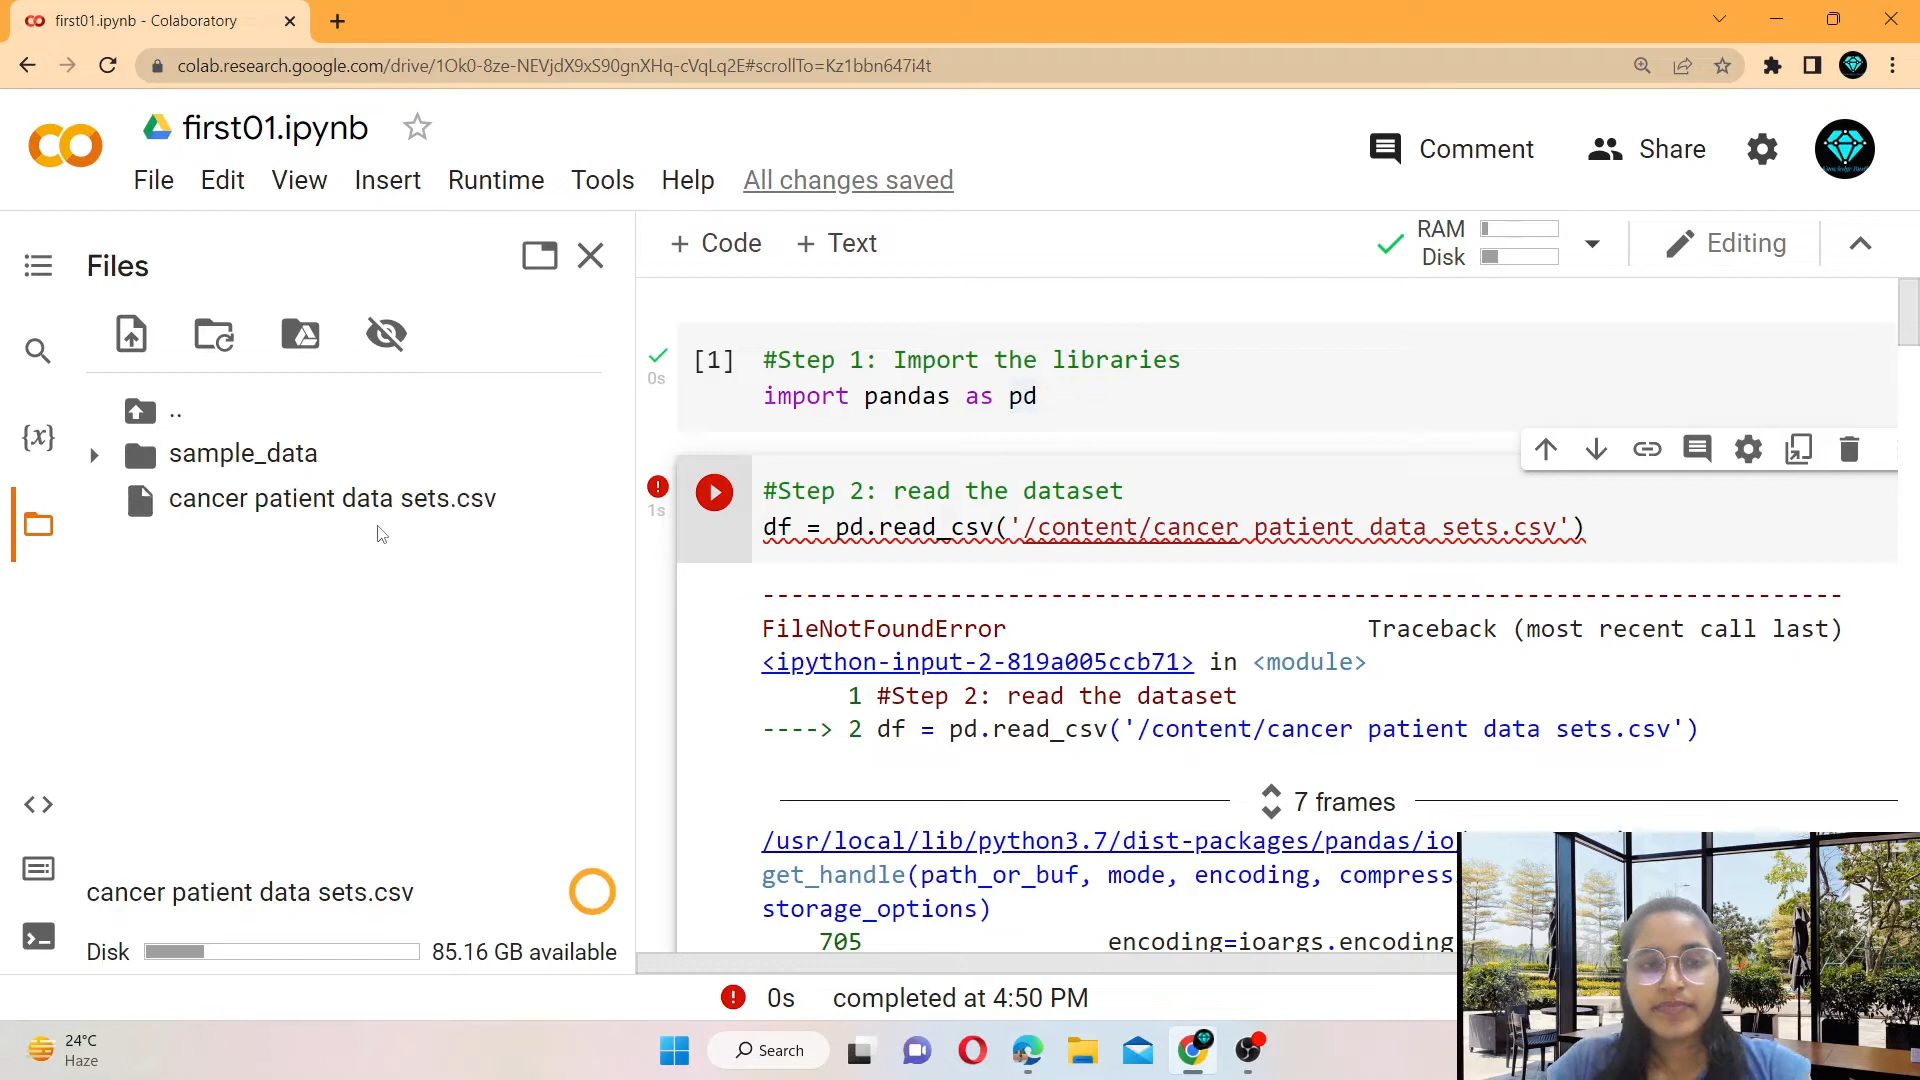 first01.ipynb - Colaboratory
colab.research.google.com/drive/1Ok0-8ze-NEVjdX9xS90gnXHq-cVqLq2E#scrollTo=Kz1bbn647i4t
first01.ipynb
Comment
Share
File Edit View Insert Runtime Tools Help All changes saved
+ Code + Text
RAM
Disk
Editing
Files
..
sample_data
cancer patient data sets.csv
{x}
cancer patient data sets.csv
Disk 85.16 GB available
[1] #Step 1: Import the libraries
0s
import pandas as pd
#Step 2: read the dataset
1s
df = pd.read_csv('/content/cancer patient data sets.csv')
---------------------------------------------------------------------------
FileNotFoundError Traceback (most recent call last)
<ipython-input-2-819a005ccb71> in <module>
1 #Step 2: read the dataset
----> 2 df = pd.read_csv('/content/cancer patient data sets.csv')
7 frames
/usr/local/lib/python3.7/dist-packages/pandas/io
get_handle(path_or_buf, mode, encoding, compress
storage_options)
705 encoding=ioargs.encoding
0s completed at 4:50 PM
24°C
Haze
Search